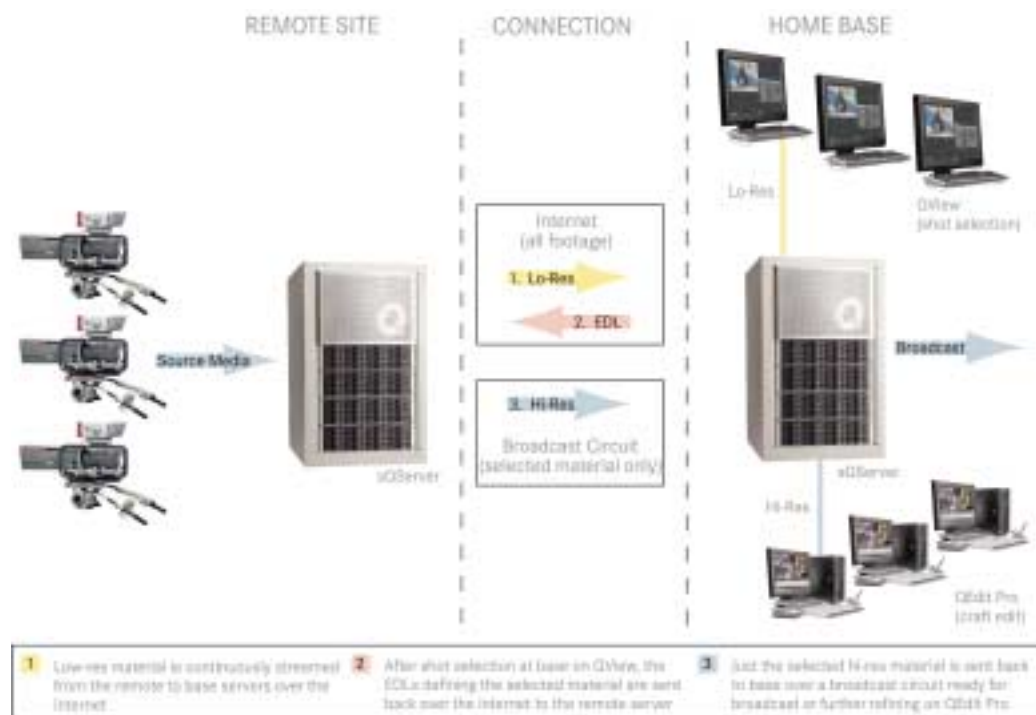 REMOTE SITE
CONNECTION
HOME BASE
Lo-Res
QView
(shot selection)
Internet
(all footage)
1. Lo-Res
2. EDL
Source Media
Broadcast
3. Hi-Res
Broadcast Circuit
(selected material only)
sQServer
sQServer
Hi-Res
QEdit Pro
(craft edit)
1 Low-res material is continuously streamed
from the remote to base servers over the
Internet
2 After shot selection at base on QView, the
EDLs defining the selected material are sent
back over the Internet to the remote server
3 Just the selected hi-res material is sent back
to base over a broadcast circuit ready for
broadcast or further refining on QEdit Pro